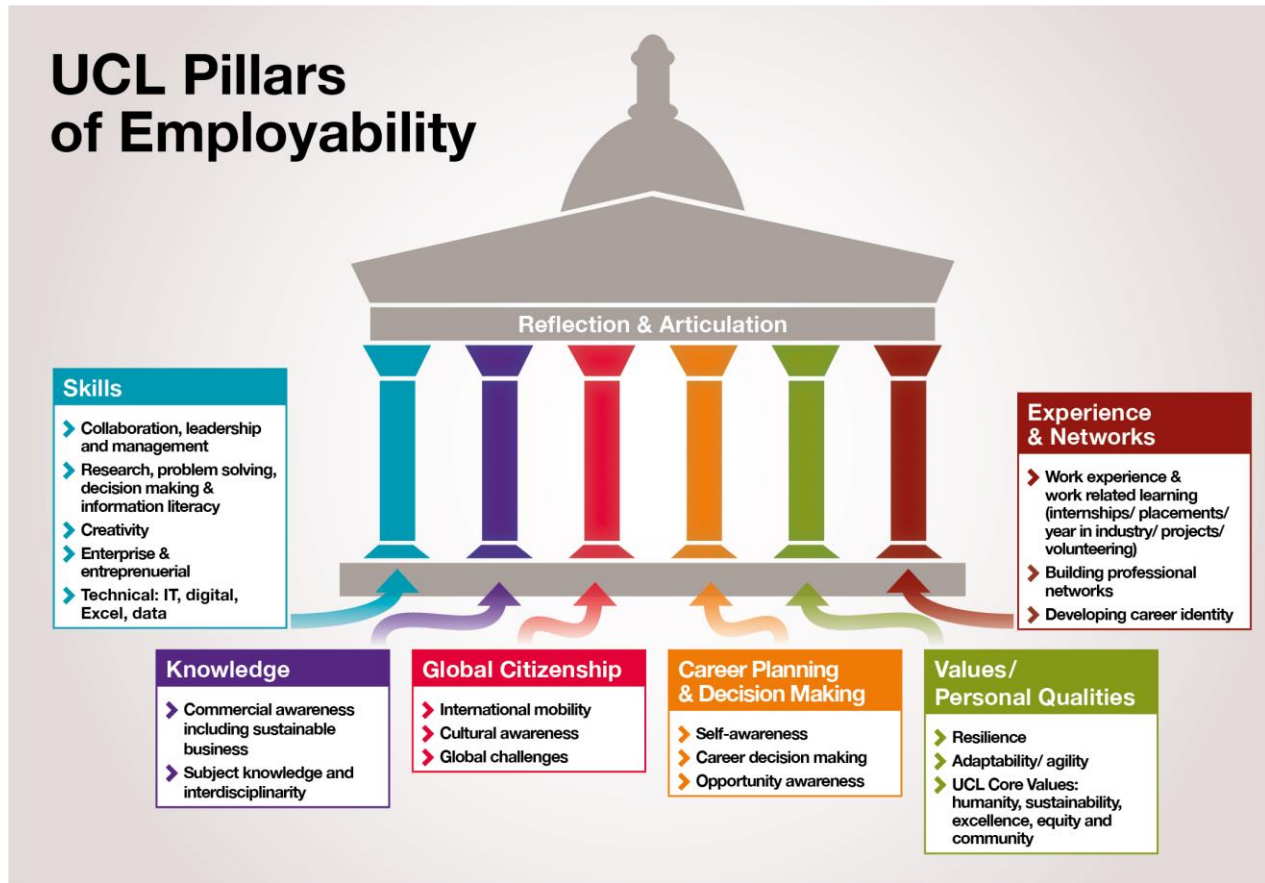 UCL Pillars
of Employability
Reflection & Articulation
Skills
Collaboration, leadership
and management
Research, problem solving,
decision making &
information literacy
Creativity
Enterprise &
entreprenuerial
Technical: IT, digital,
Excel, data
Knowledge
Commercial awareness
including sustainable
business
Subject knowledge and
interdisciplinarity
Global Citizenship
International mobility
Cultural awareness
Global challenges
Career Planning
& Decision Making
Self-awareness
Career decision making
Opportunity awareness
Values/
Personal Qualities
Resilience
Adaptability/ agility
UCL Core Values:
humanity, sustainability,
excellence, equity and
community
Experience
& Networks
Work experience &
work related learning
(internships/ placements/
year in industry/ projects/
volunteering)
Building professional
networks
Developing career identity